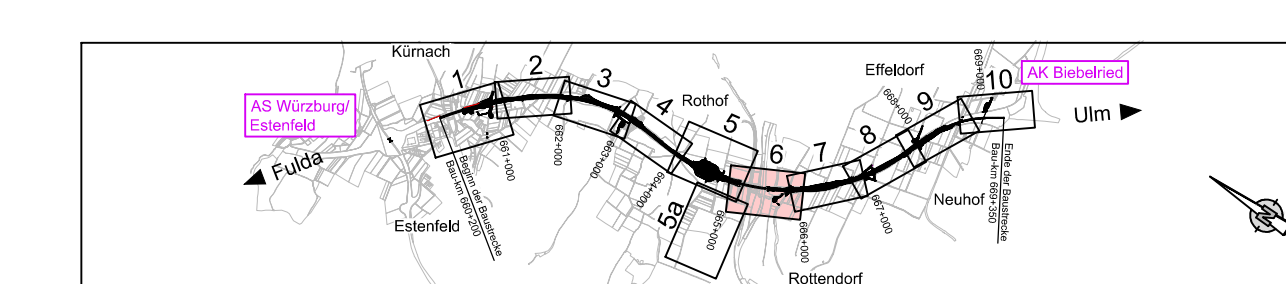 Kürnach
AS Würzburg/
Estenfeld
Fulda
Estenfeld
1
2
3
4
5
5a
6
7
8
9
10
Beginn der Baustrecke
Bau-km 660+200
661+000
662+000
663+000
664+000
665+000
666+000
667+000
668+000
669+000
Rothof
Rottendorf
Effeldorf
Neuhof
AK Biebelried
Ulm
Ende der Baustrecke
Bau-km 669+350